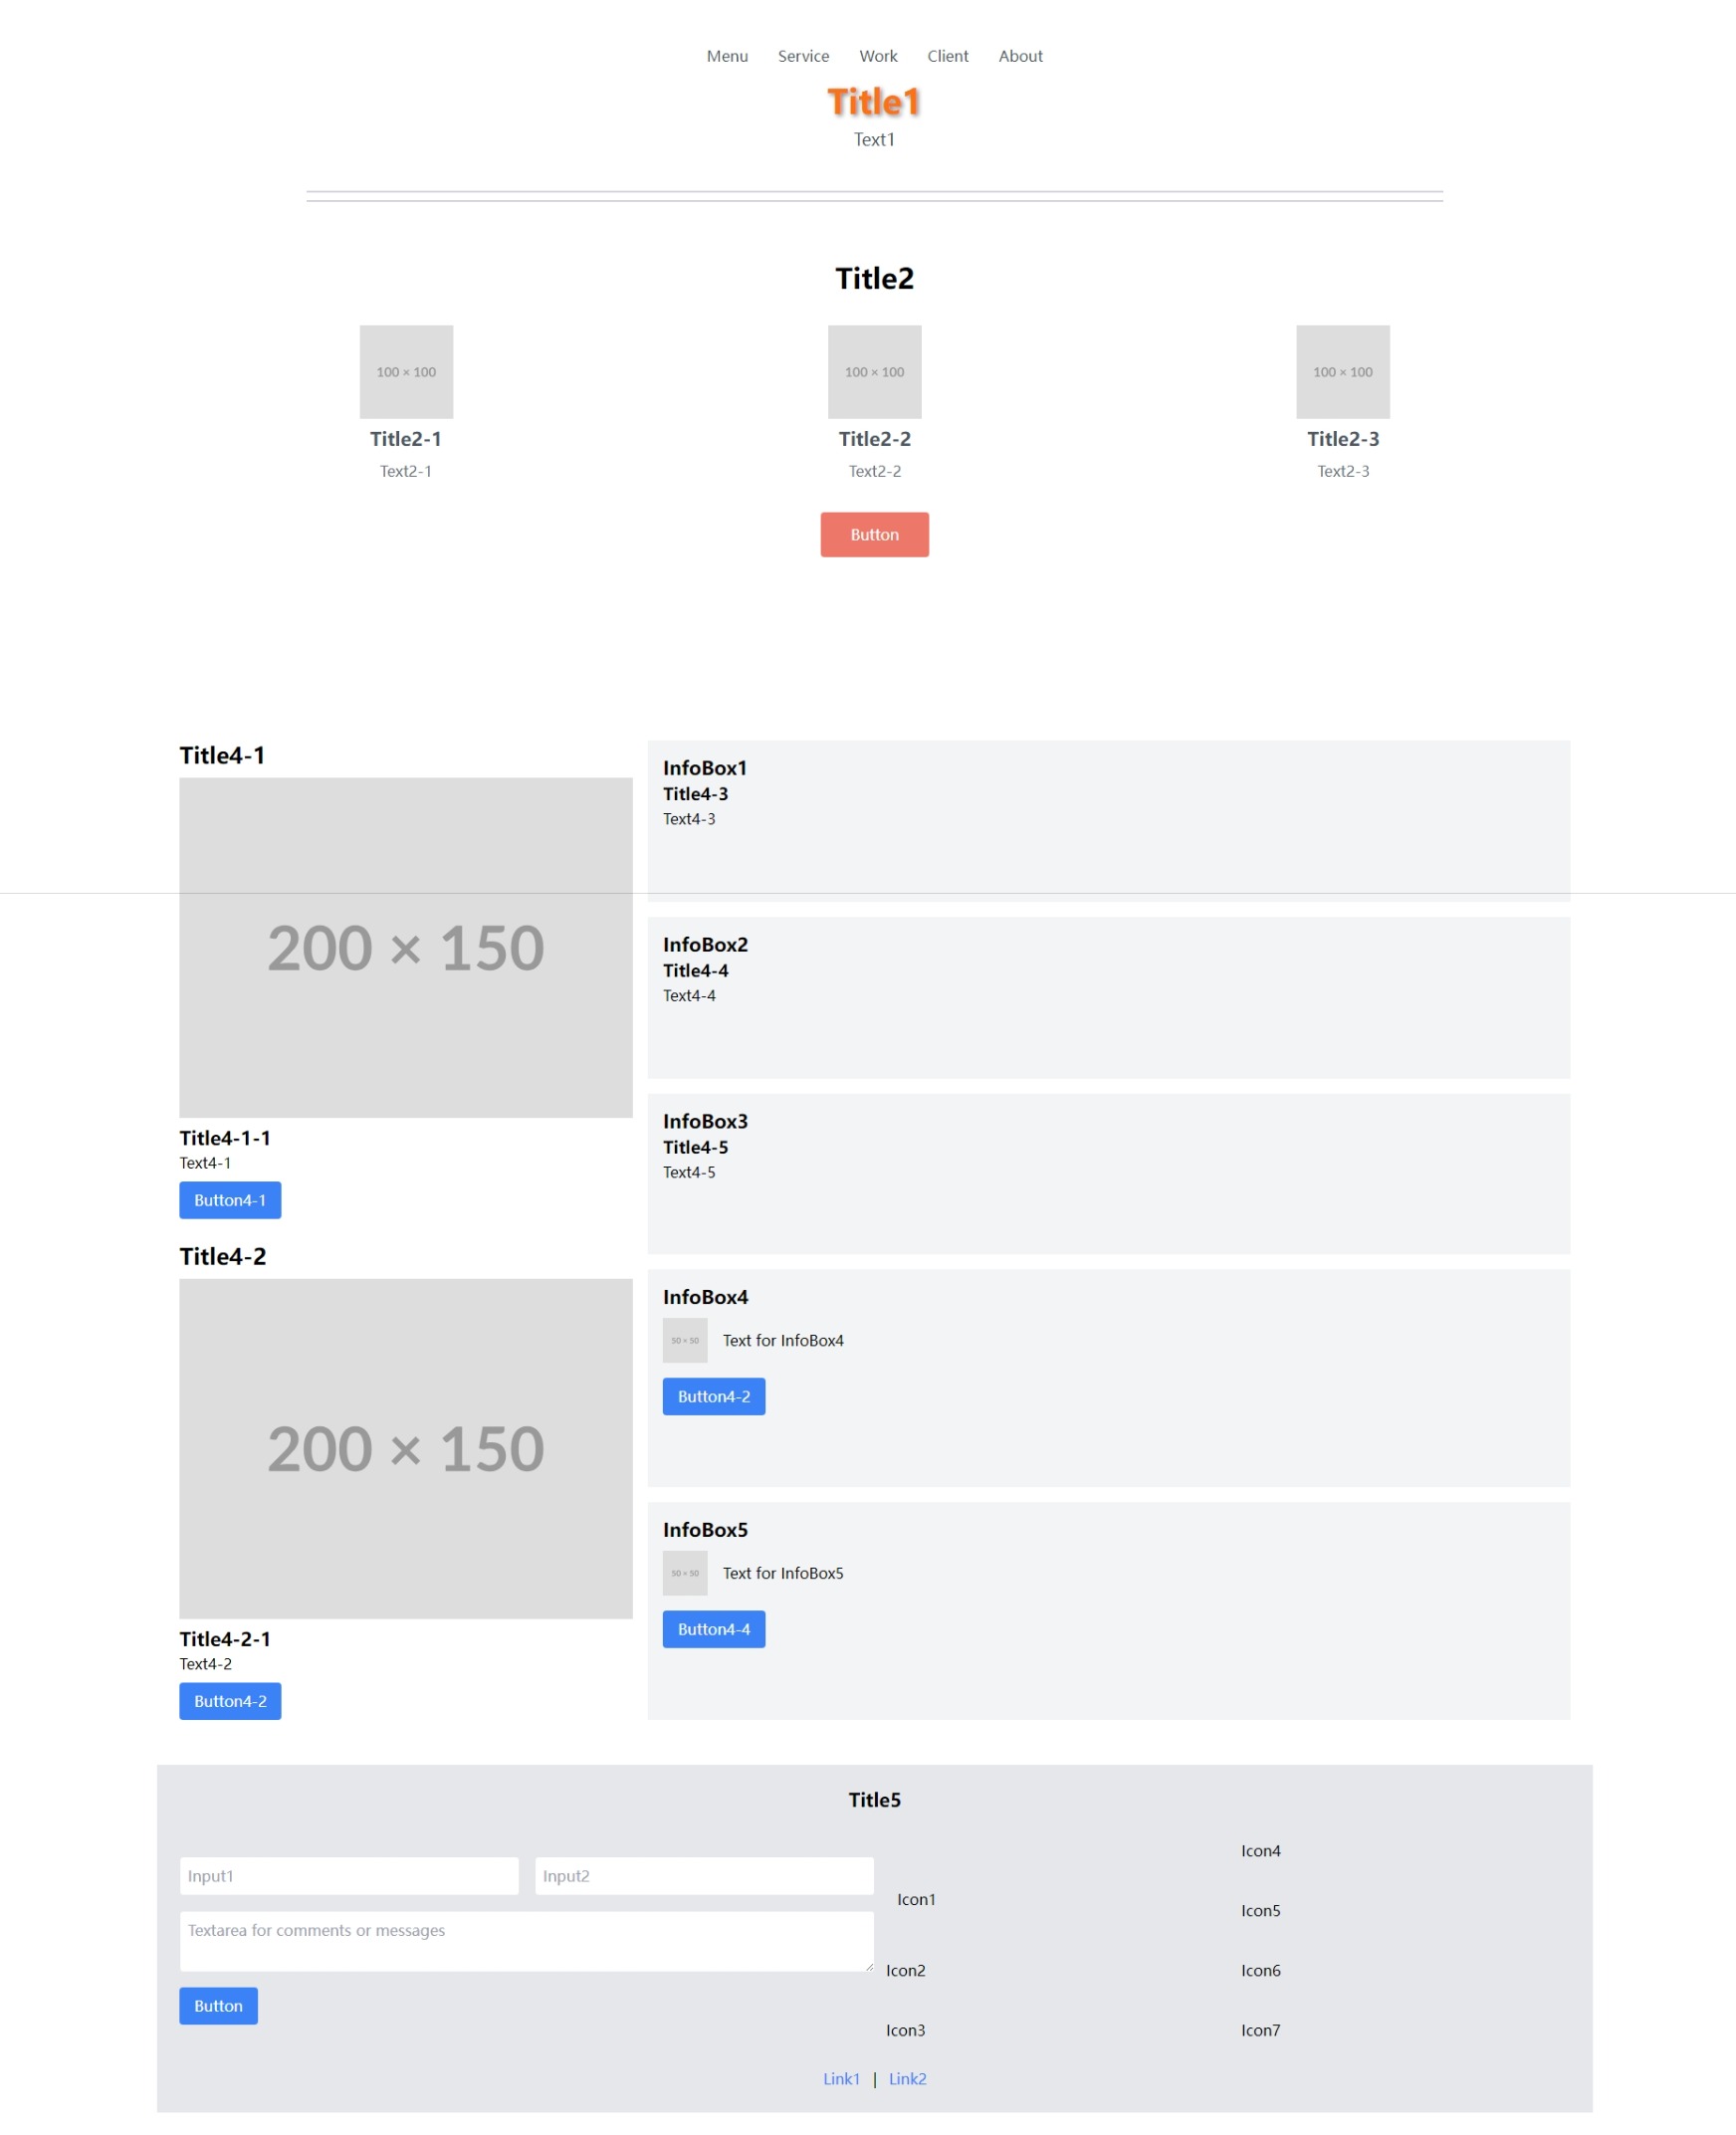 Menu Service Work Client About
Title1
Text1
Title2
100 × 100 100 × 100 100 × 100
Title2-1 Title2-2 Title2-3
Text2-1 Text2-2 Text2-3
Button
Title4-1
200 × 150
Title4-1-1
Text4-1
Button4-1
Title4-2
200 × 150
Title4-2-1
Text4-2
Button4-2
InfoBox1
Title4-3
Text4-3
InfoBox2
Title4-4
Text4-4
InfoBox3
Title4-5
Text4-5
InfoBox4
50 × 50 Text for InfoBox4
Button4-2
InfoBox5
50 × 50 Text for InfoBox5
Button4-4
Title5
Input1 Input2
Textarea for comments or messages
Button
Icon1
Icon2
Icon3
Icon4
Icon5
Icon6
Icon7
Link1 | Link2